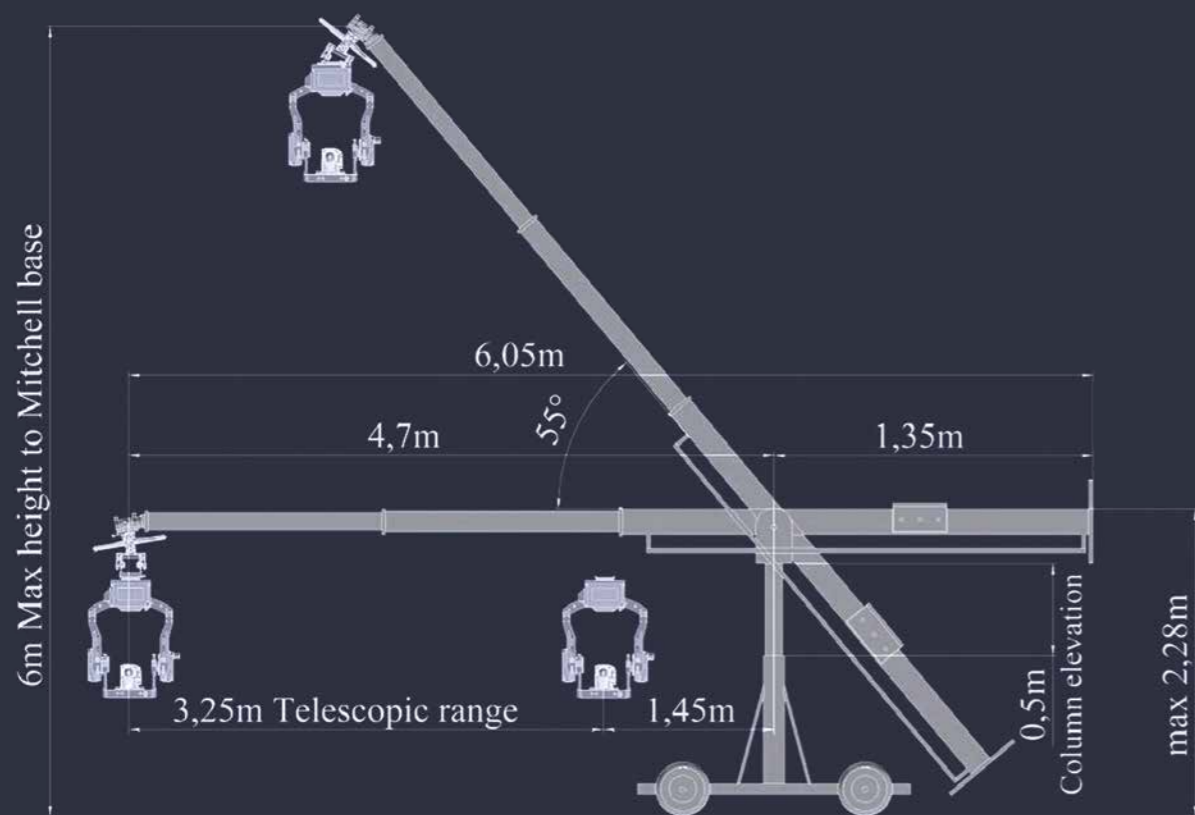 6m Max height to Mitchell base
6,05m
55°
4,7m
1,35m
3,25m Telescopic range
1,45m
0,5m
Column elevation
max 2,28m